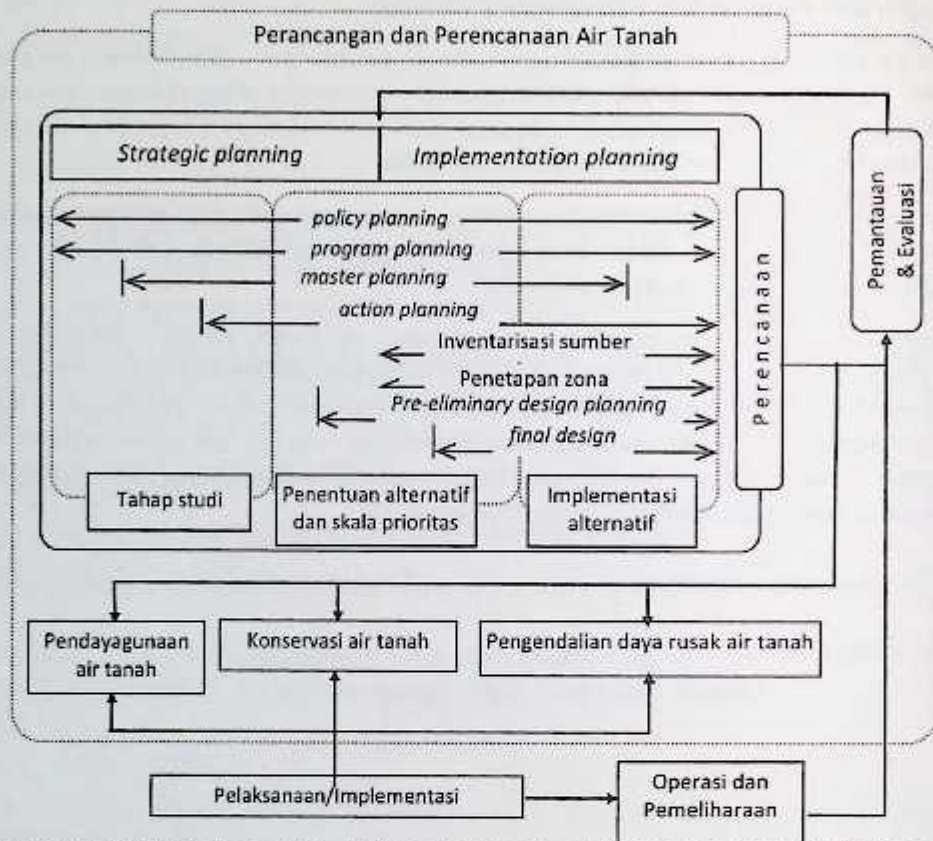 Perancangan dan Perencanaan Air Tanah
Strategic planning
Implementation planning
policy planning
program planning
master planning
action planning
Inventarisasi sumber
Penetapan zona
Pre-eliminary design planning
final design
Tahap studi
Penentuan alternatif
dan skala prioritas
Implementasi
alternatif
Perencanaan
Pemantauan
& Evaluasi
Pendayagunaan
air tanah
Konservasi air tanah
Pengendalian daya rusak air tanah
Pelaksanaan/Implementasi
Operasi dan
Pemeliharaan